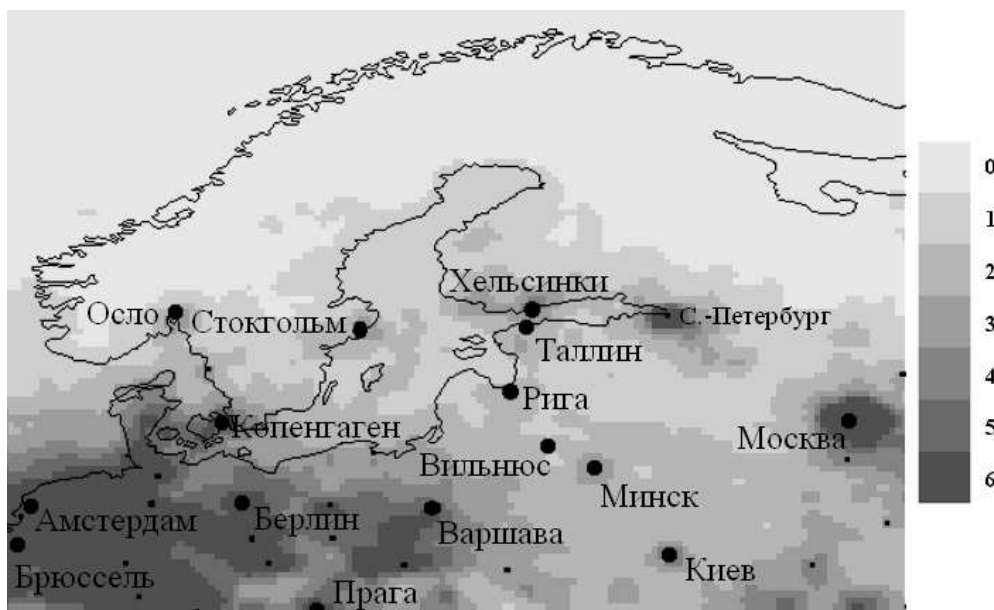 0
1
2
3
4
5
6
Хельсинки
Осло
Стокгольм
С.-Петербург
Таллин
Рига
Копенгаген
Москва
Вильнюс
Минск
Амстердам
Берлин
Варшава
Брюссель
Киев
Прага